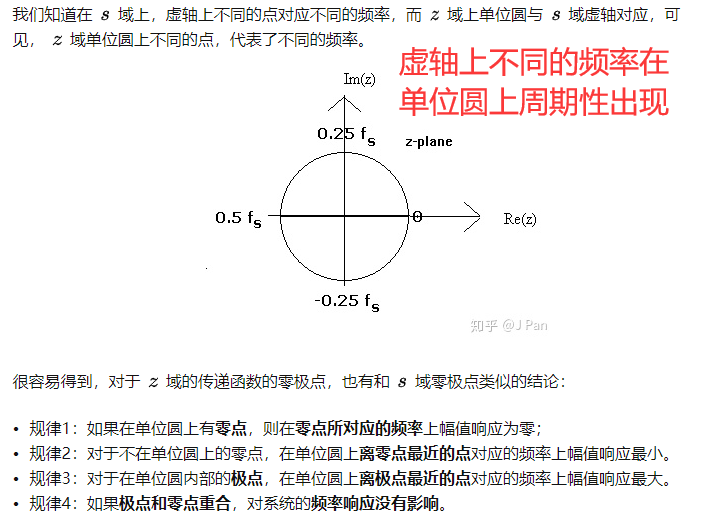 我们知道在 s 域上，虚轴上不同的点对应不同的频率，而 z 域上单位圆与 s 域虚轴对应，可
见， z 域单位圆上不同的点，代表了不同的频率。
虚轴上不同的频率在
单位圆上周期性出现
Im(z)
0.25 fs
z-plane
0.5 fs
0
Re(z)
-0.25 fs
知乎 @J Pan
很容易得到，对于 z 域的传递函数的零极点，也有和 s 域零极点类似的结论：
• 规律1：如果在单位圆上有零点，则在零点所对应的频率上幅值响应为零；
• 规律2：对于不在单位圆上的零点，在单位圆上离零点最近的点对应的频率上幅值响应最小。
• 规律3：对于在单位圆内部的极点，在单位圆上离极点最近的点对应的频率上幅值响应最大。
• 规律4：如果极点和零点重合，对系统的频率响应没有影响。